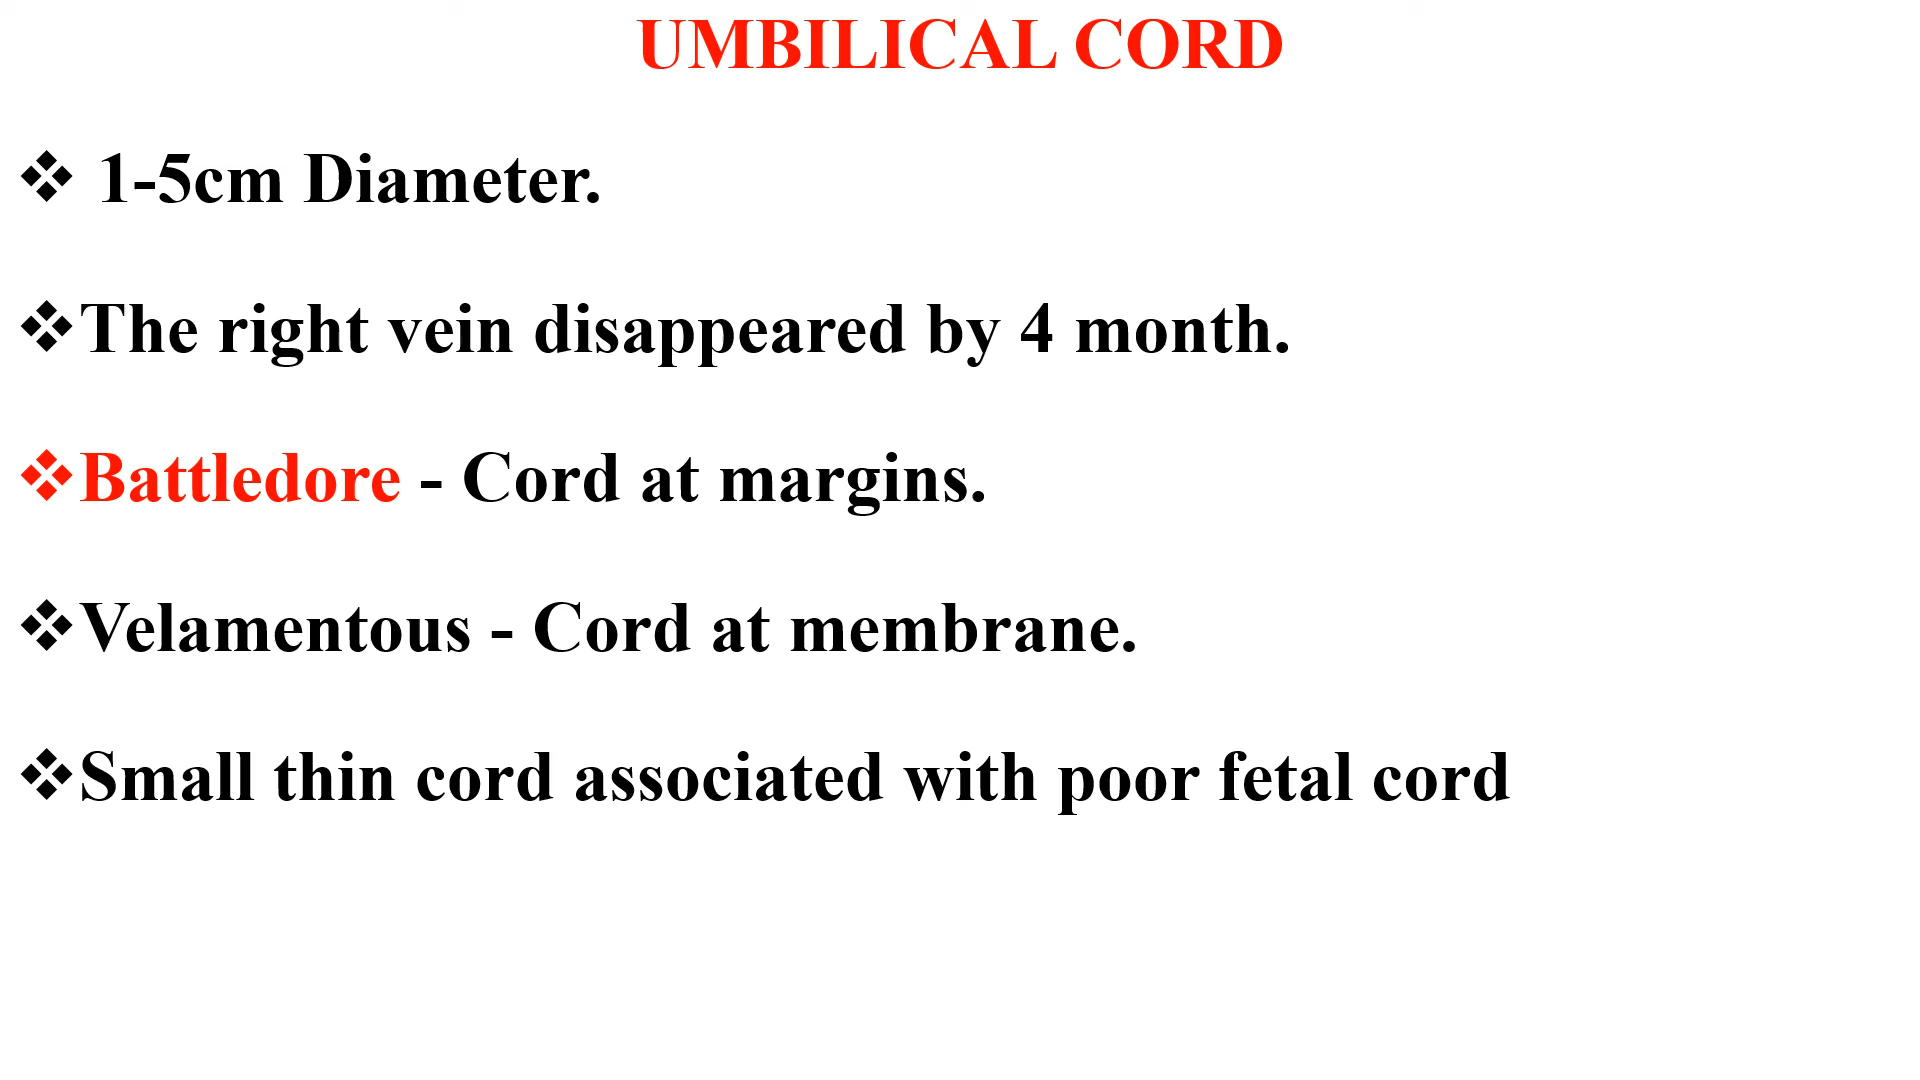 UMBILICAL CORD
❖ 1-5cm Diameter.
❖The right vein disappeared by 4 month.
❖Battledore - Cord at margins.
❖Velamentous - Cord at membrane.
❖Small thin cord associated with poor fetal cord